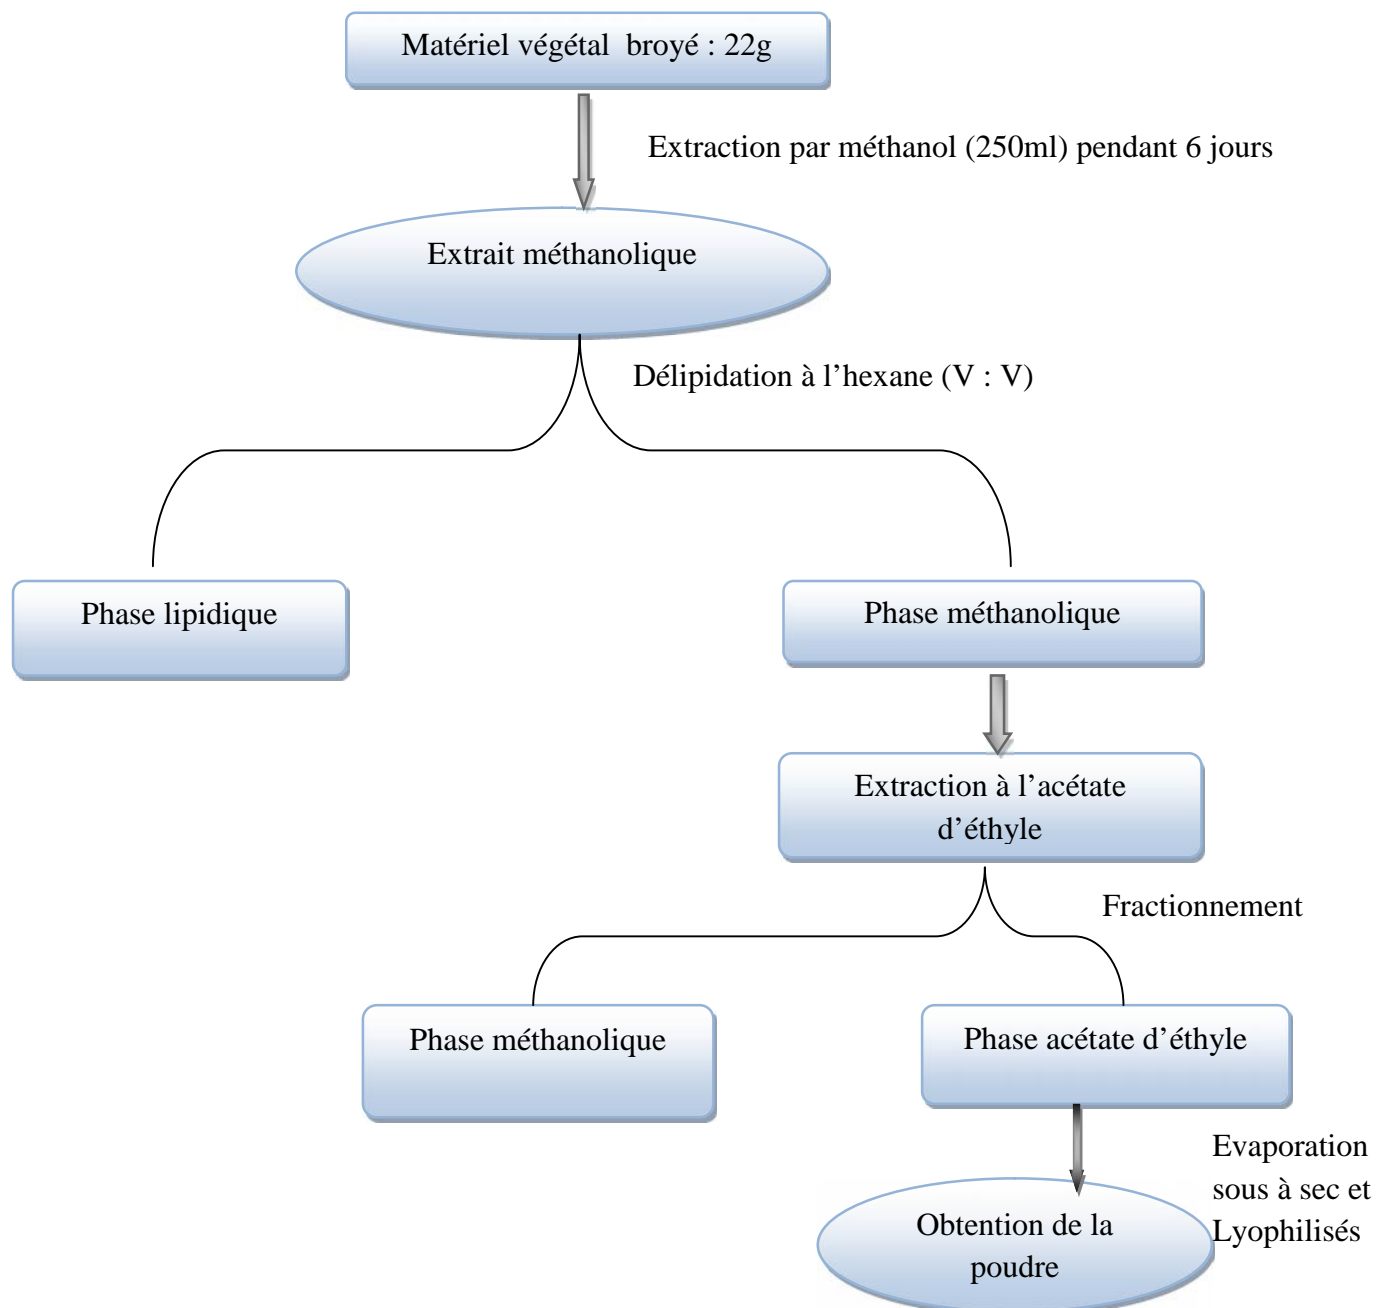 Matériel végétal broyé : 22g
Extraction par méthanol (250ml) pendant 6 jours
Extrait méthanolique
Délipidation à l’hexane (V : V)
Phase lipidique
Phase méthanolique
Extraction à l’acétate
d’éthyle
Fractionnement
Phase méthanolique
Phase acétate d’éthyle
Evaporation
sous à sec et
Lyophilisés
Obtention de la
poudre